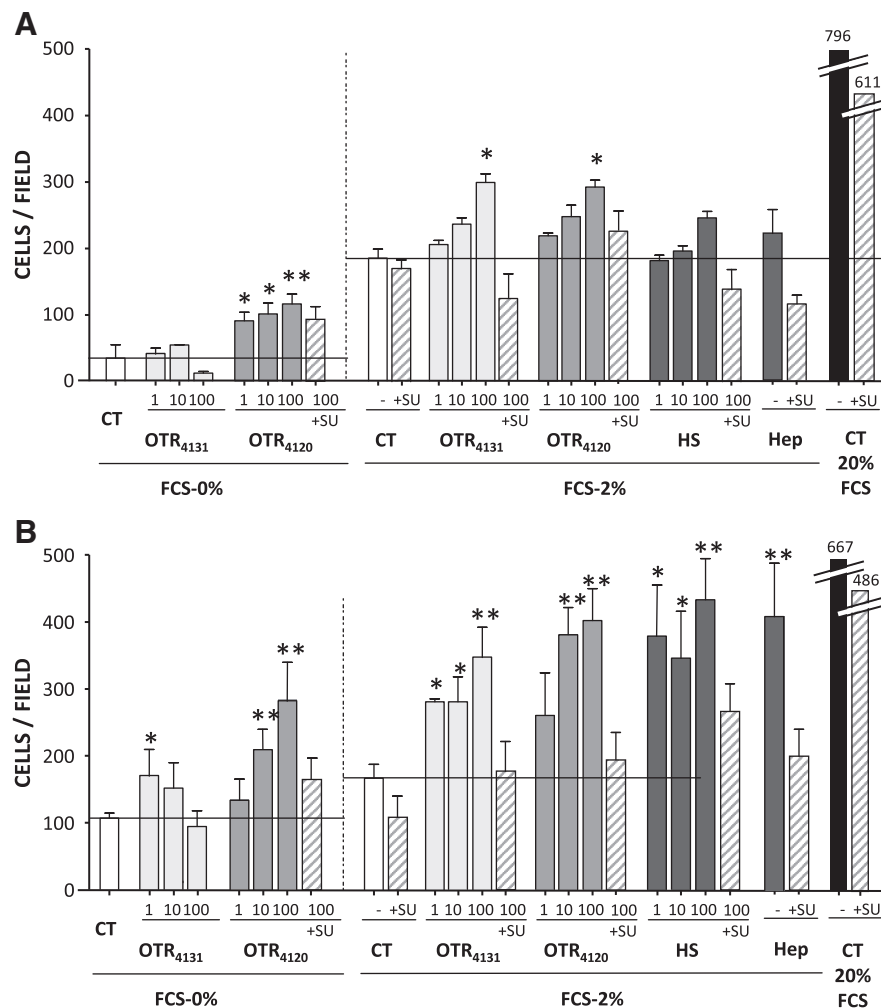 A
CELLS / FIELD
500
400
300
200
100
0
796
611
*
*
*
*
**
1 10 100 1 10 100 100 - +SU 1 10 100 100 1 10 100 100 1 10 100 100 - +SU - +SU
+SU +SU +SU +SU
CT OTR4131 OTR4120 CT OTR4131 OTR4120 HS Hep CT
20%
FCS-0% FCS-2% FCS
B
CELLS / FIELD
500
400
300
200
100
0
667
486
*
**
**
*
*
**
**
**
*
*
**
**
1 10 100 1 10 100 100 - +SU 1 10 100 100 1 10 100 100 1 10 100 100 - +SU - +SU
+SU +SU +SU +SU
CT OTR4131 OTR4120 CT OTR4131 OTR4120 HS Hep CT
20%
FCS-0% FCS-2% FCS